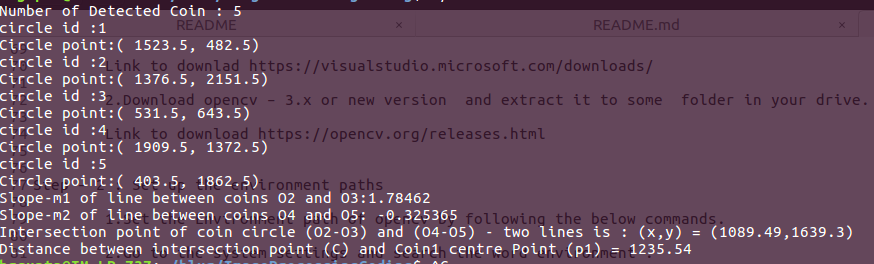 Number of Detected Coin : 5
README × README.md ×
circle id :1
Circle point:( 1523.5, 482.5)
circle id :2
Link to downlad https://visualstudio.microsoft.com/downloads/
Circle point:( 1376.5, 2151.5)
circle id :3
2.Download opencv – 3.x or new version and extract it to some folder in your drive.
Circle point:( 531.5, 643.5)
circle id :4
Link to download https://opencv.org/releases.html
Circle point:( 1909.5, 1372.5)
circle id :5
Circle point:( 403.5, 1862.5)
Set up the environment paths
Slope-m1 of line between coins O2 and O3:1.78462
Slope-m2 of line between coins O4 and O5: -0.325365
following the below commands.
Intersection point of coin circle (O2-O3) and (O4-O5) - two lines is : (x,y) = (1089.49,1639.3)
Distance between intersection point (C) and Coin1 centre Point (p1) = 1235.54